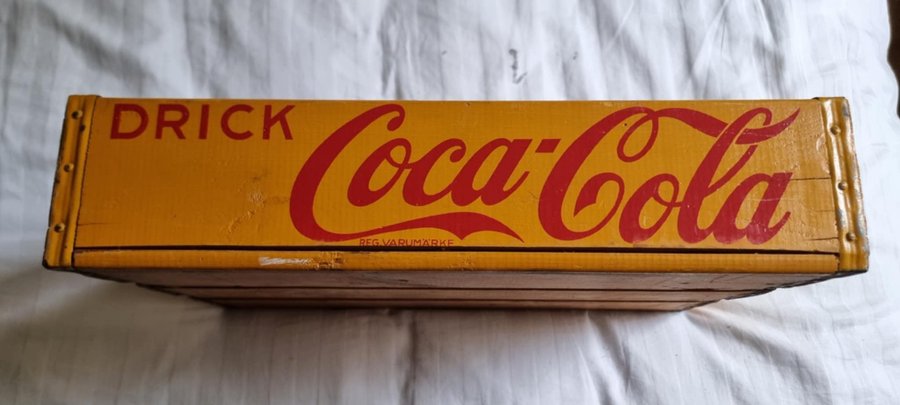 DRICK Coca-Cola
REG. VARUMÄRKE